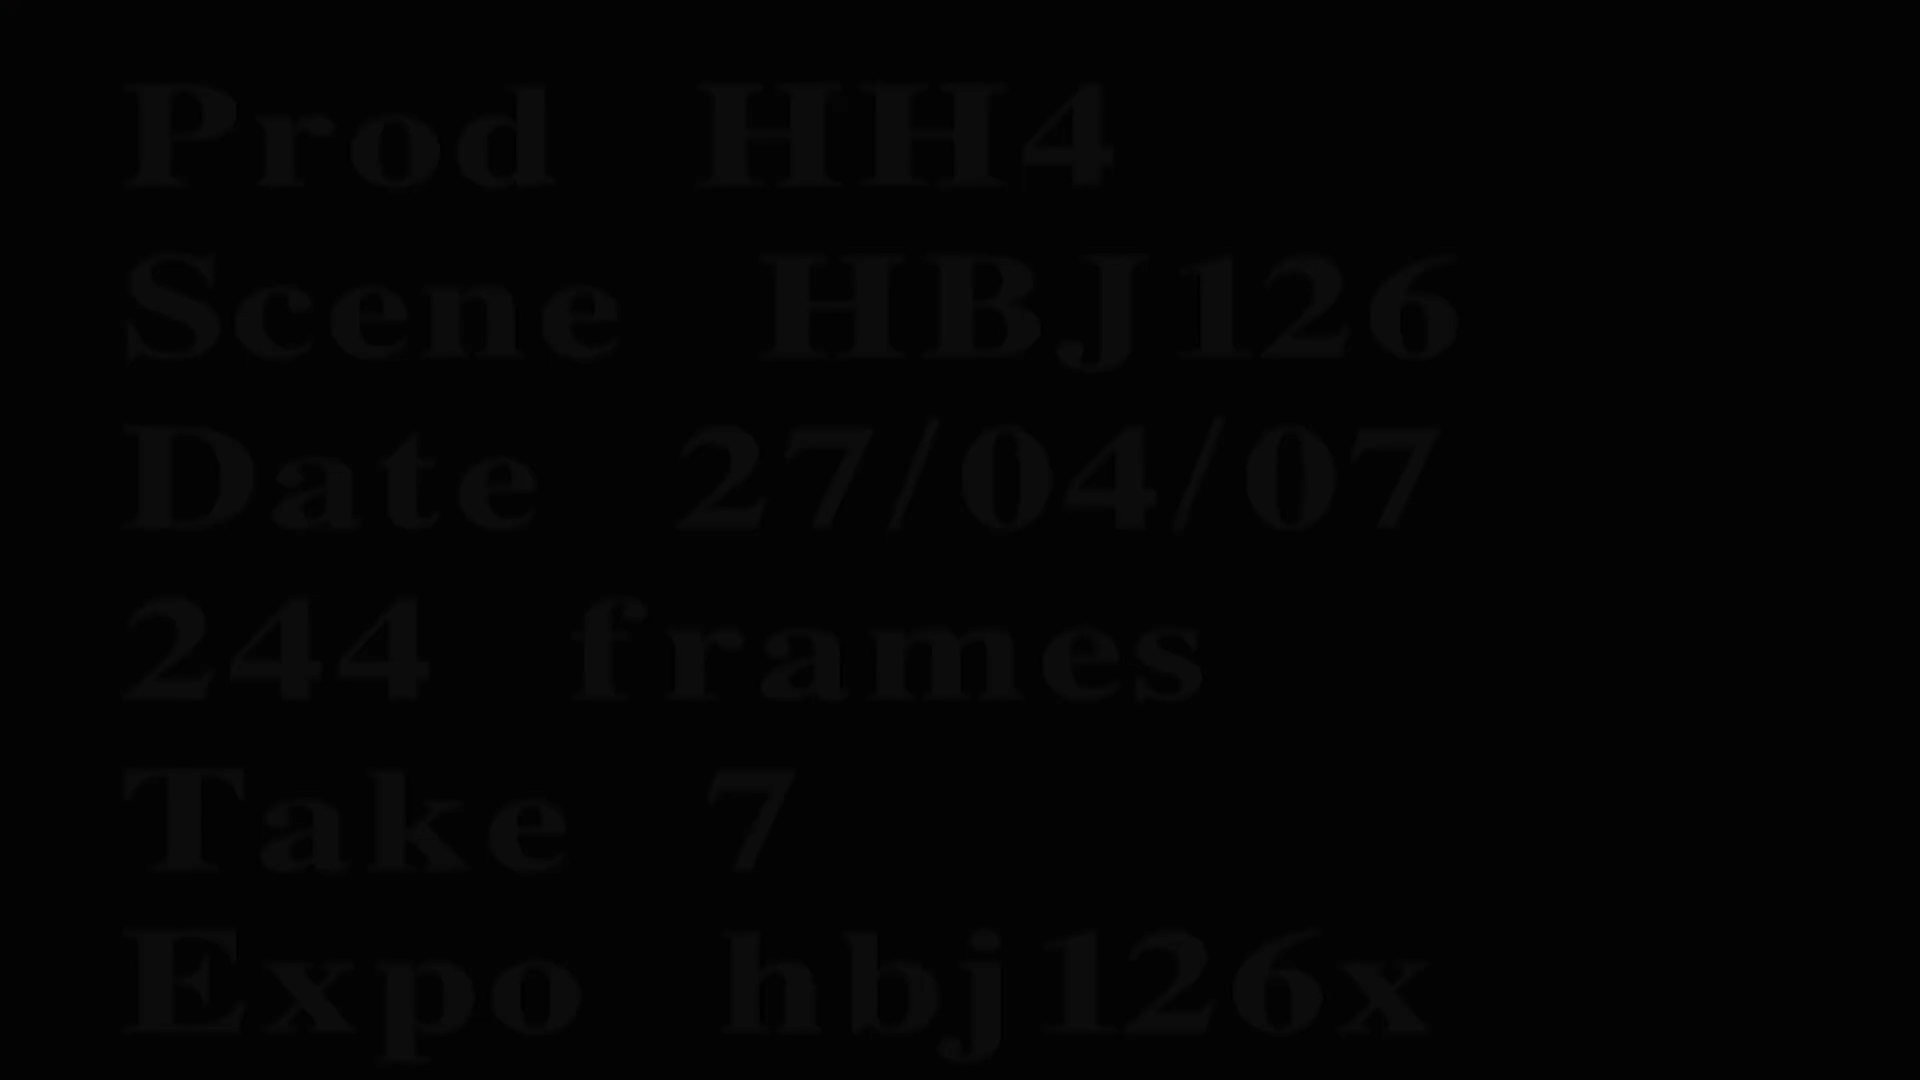 Prod HH4
Scene HBJ126
Date 27/04/07
244 frames
Take 7
Expo hbj126x